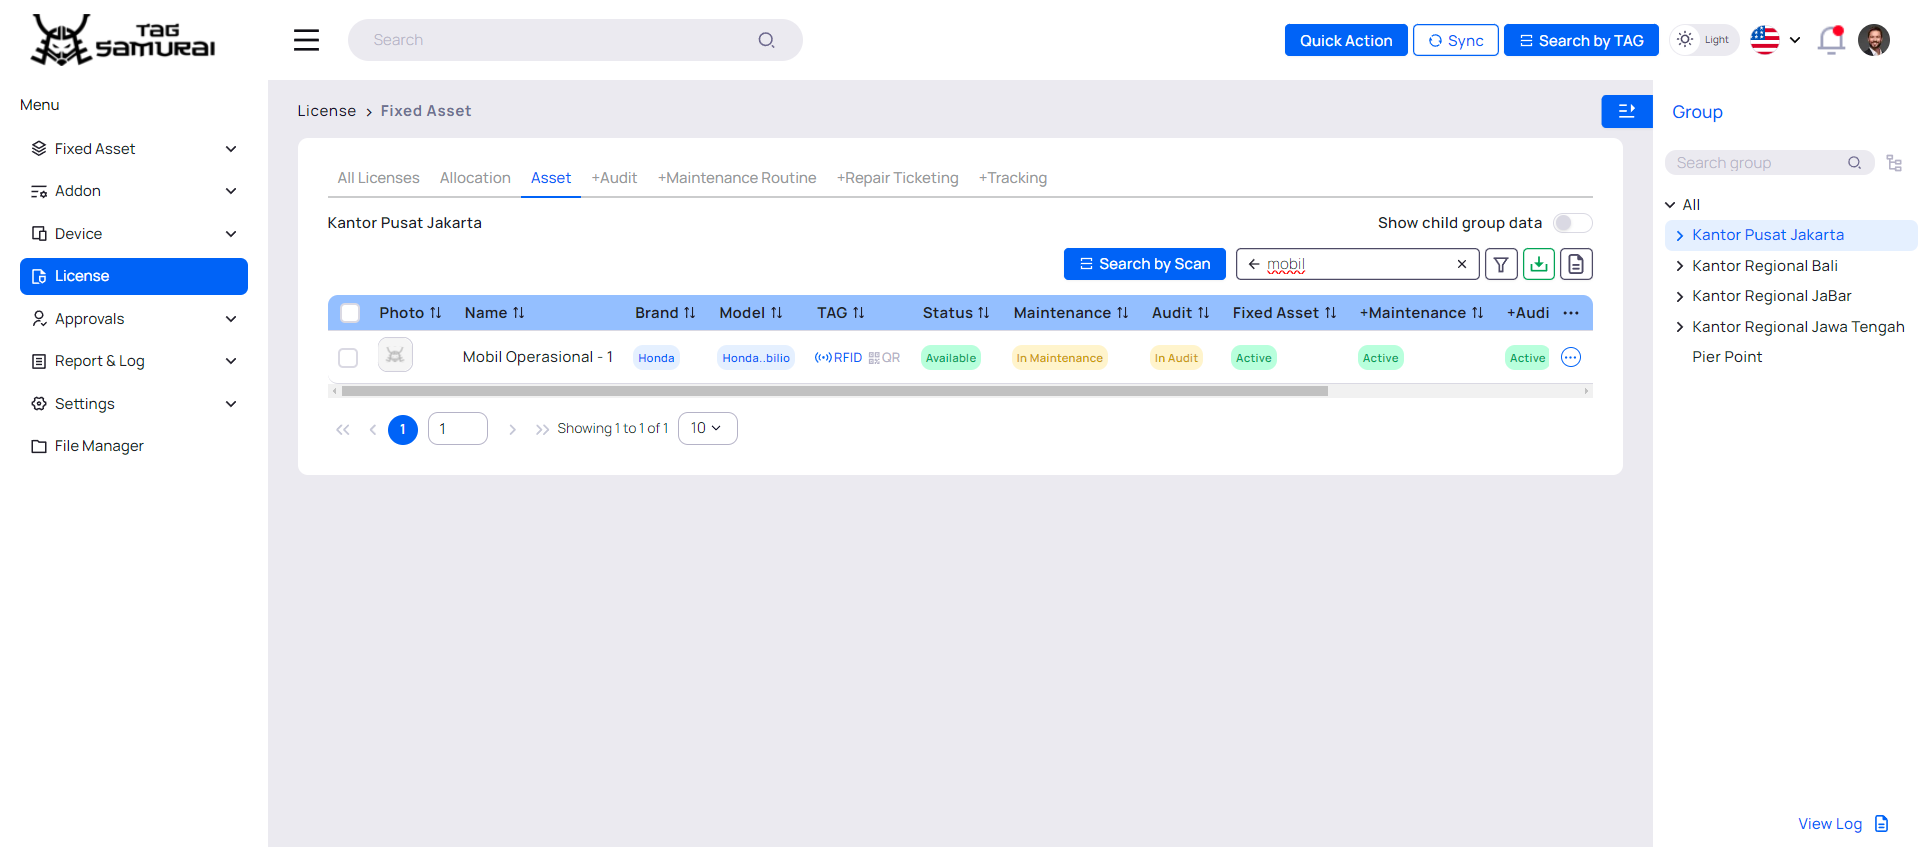 TAG SAMURAI
Search
Quick Action
Sync
Search by TAG
Light
Menu
Fixed Asset
Addon
Device
License
Approvals
Report & Log
Settings
File Manager
License > Fixed Asset
All Licenses Allocation Asset +Audit +Maintenance Routine +Repair Ticketing +Tracking
Kantor Pusat Jakarta
Show child group data
Search by Scan
mobil
Photo Name Brand Model TAG Status Maintenance Audit Fixed Asset +Maintenance +Audi
Mobil Operasional - 1 Honda Honda..bilio RFID QR Available In Maintenance In Audit Active Active Active
1 1 Showing 1 to 1 of 1 10
Group
Search group
All
Kantor Pusat Jakarta
Kantor Regional Bali
Kantor Regional JaBar
Kantor Regional Jawa Tengah
Pier Point
View Log